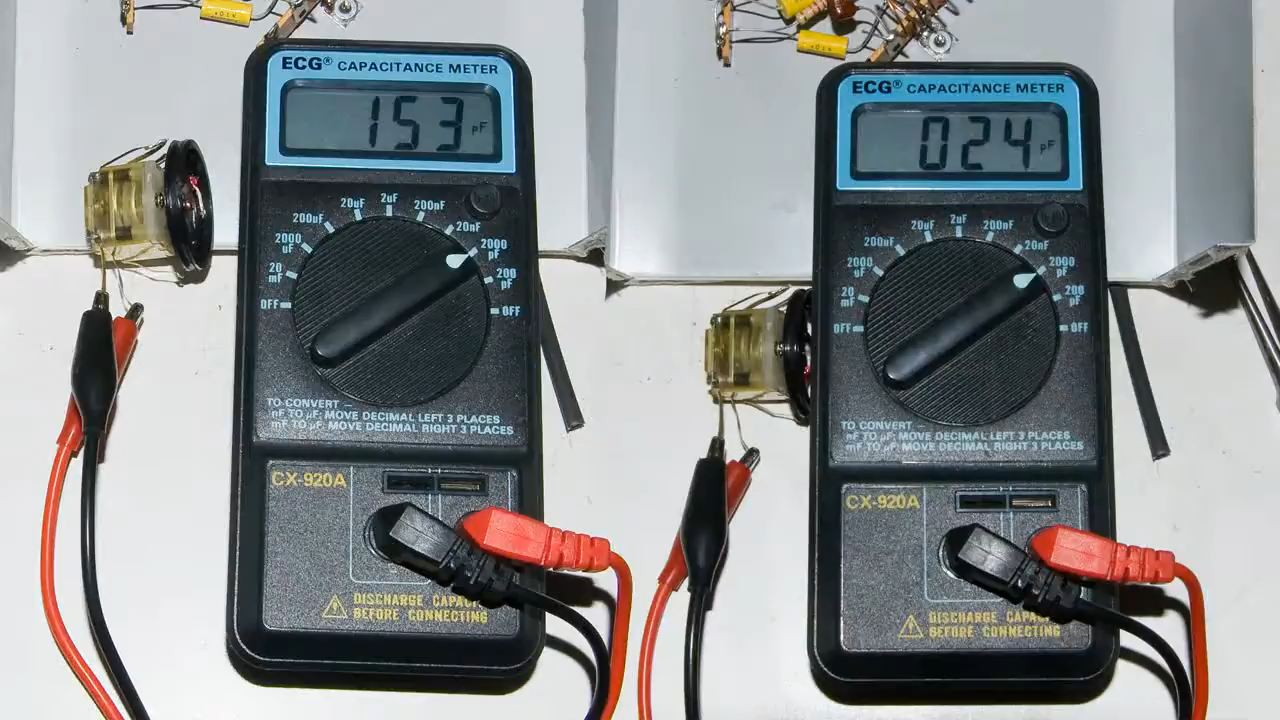 .01K
ECG® CAPACITANCE METER
153 pF
2uF
20uF
200nF
200uF
20nF
2000
uF
2000
pF
20
mF
200
pF
OFF
OFF
TO CONVERT –
nF TO µF: MOVE DECIMAL LEFT 3 PLACES
mF TO µF: MOVE DECIMAL RIGHT 3 PLACES
CX-920A
DISCHARGE CAPACI
BEFORE CONNECTING
.01K
ECG® CAPACITANCE METER
024 pF
2uF
20uF
200nF
200uF
20nF
2000
uF
2000
pF
20
mF
200
pF
OFF
OFF
TO CONVERT –
nF TO µF: MOVE DECIMAL LEFT 3 PLACES
mF TO µF: MOVE DECIMAL RIGHT 3 PLACES
CX-920A
DISCHARGE CAPAC
BEFORE CONNECTING